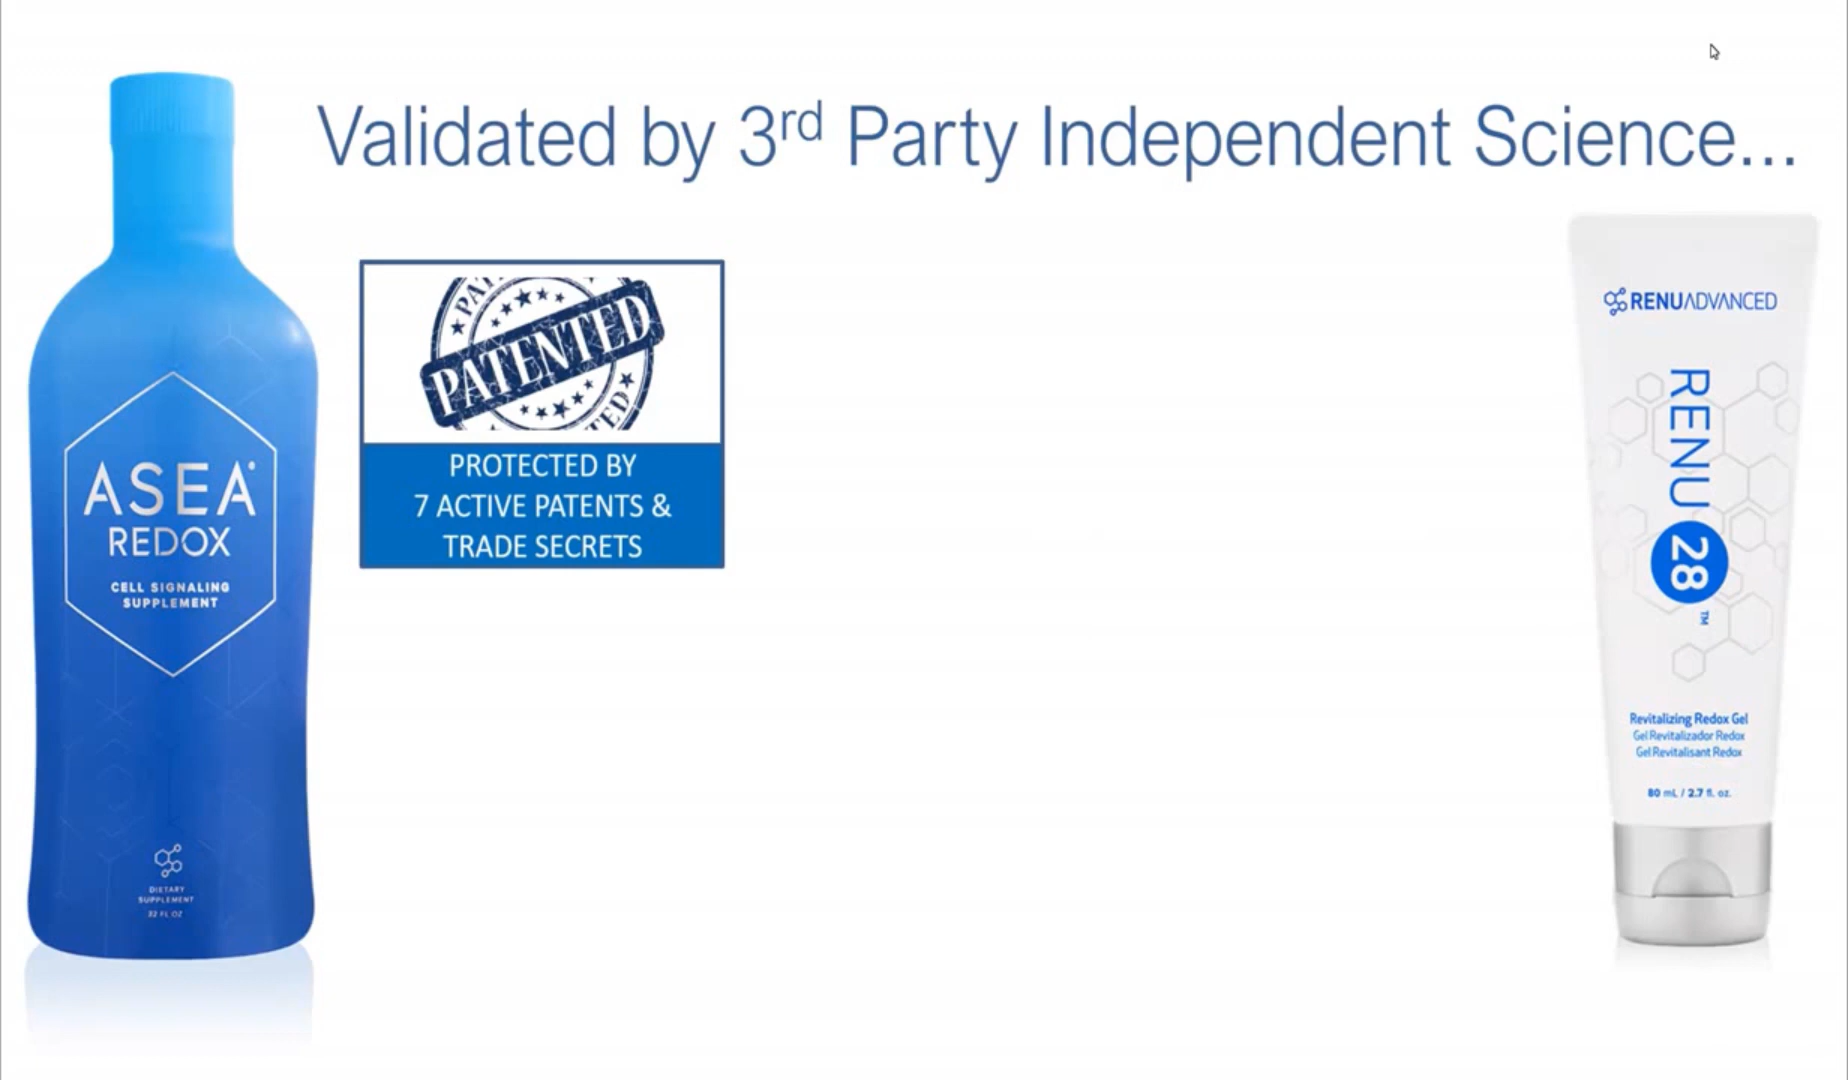 Validated by 3rd Party Independent Science...
ASEA
REDOX
CELL SIGNALING
SUPPLEMENT
DIETARY
SUPPLEMENT
32 FL OZ
PATENTED
PROTECTED BY
7 ACTIVE PATENTS &
TRADE SECRETS
RENUADVANCED
RENU 28™
Revitalizing Redox Gel
Gel Revitalizador Redox
Gel Revitalisant Redox
80 mL / 2.7 fl. oz.